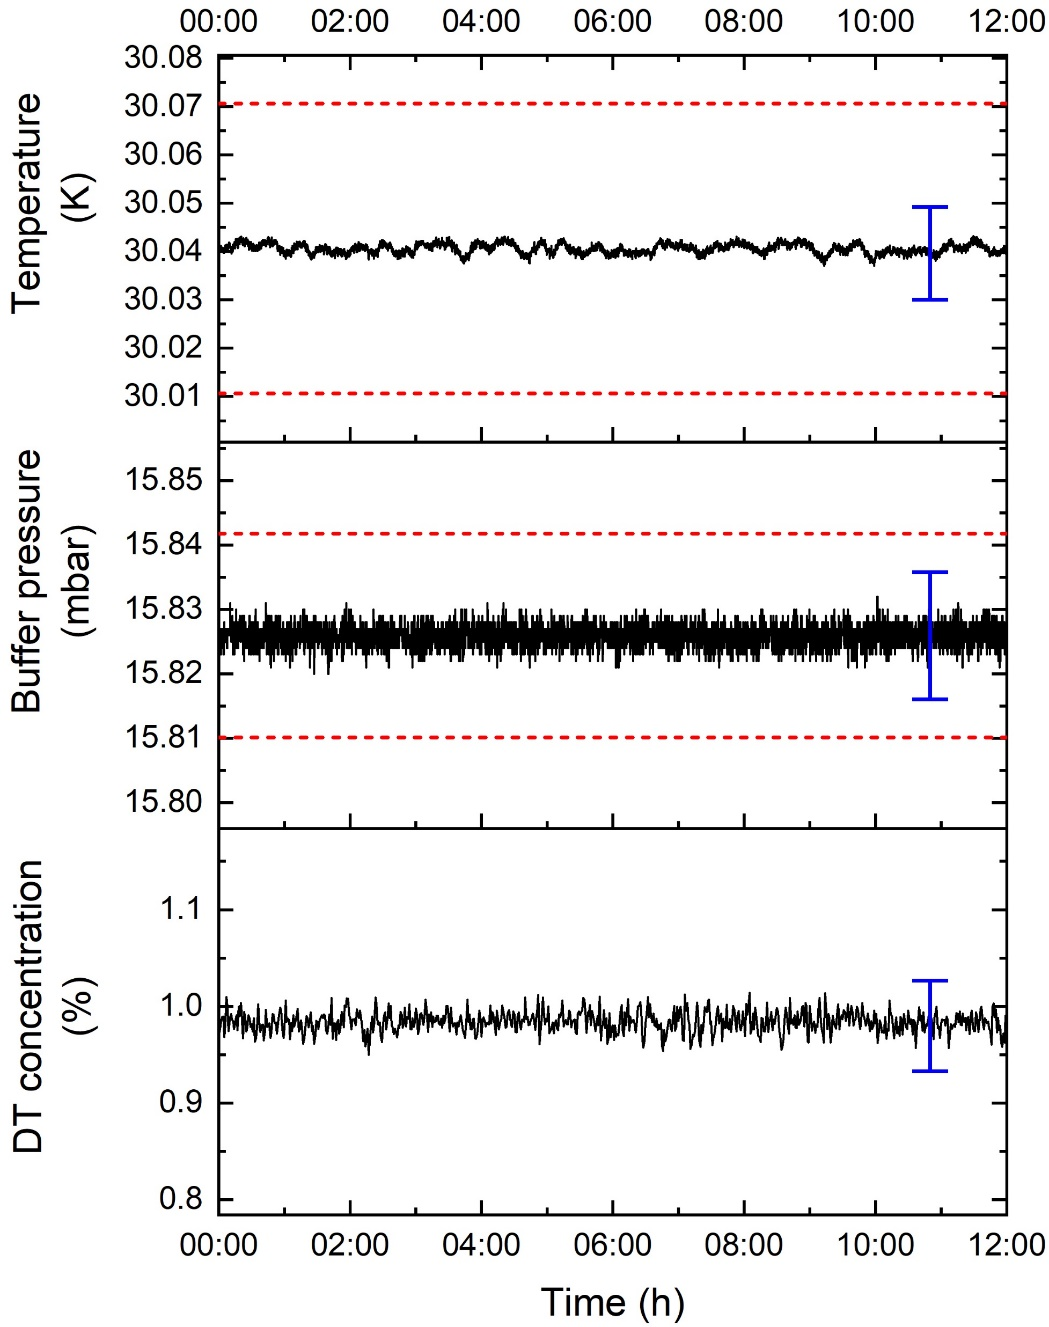 00:00 02:00 04:00 06:00 08:00 10:00 12:00
Temperature
(K)
30.08
30.07
30.06
30.05
30.04
30.03
30.02
30.01
Buffer pressure
(mbar)
15.85
15.84
15.83
15.82
15.81
15.80
DT concentration
(%)
1.1
1.0
0.9
0.8
00:00 02:00 04:00 06:00 08:00 10:00 12:00
Time (h)